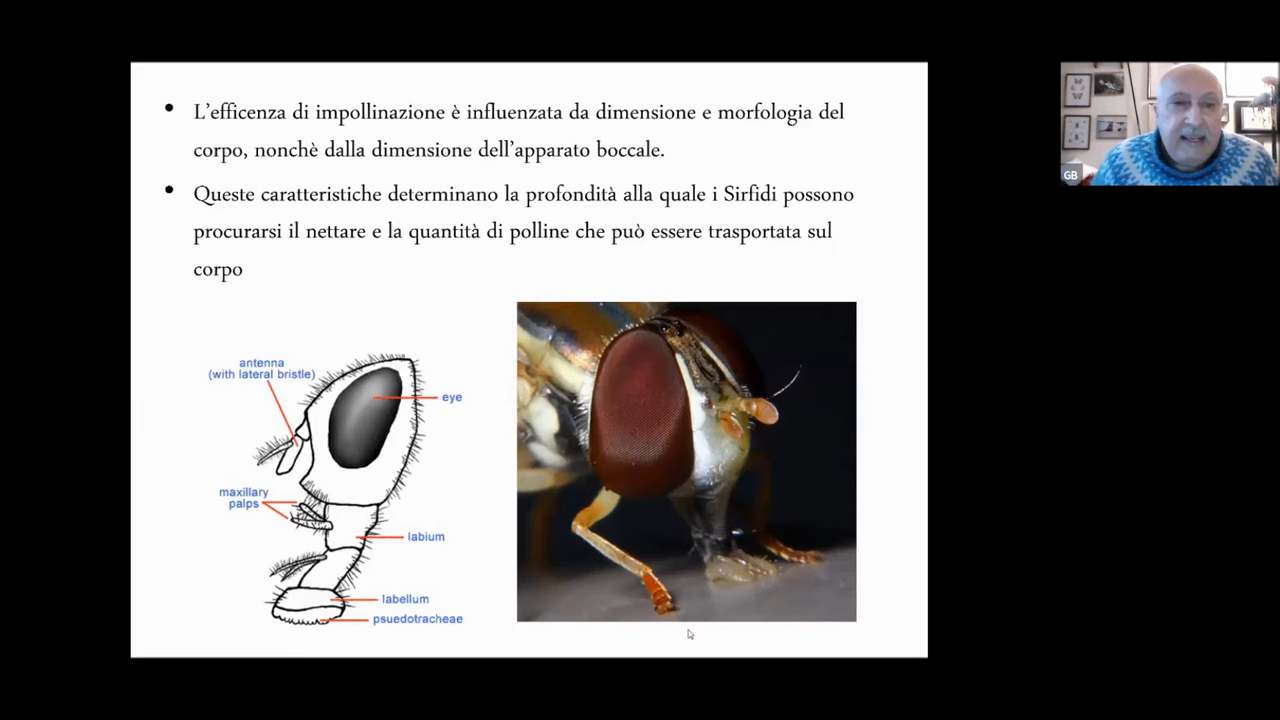 L'efficenza di impollinazione è influenzata da dimensione e morfologia del
corpo, nonchè dalla dimensione dell'apparato boccale.
Queste caratteristiche determinano la profondità alla quale i Sirfidi possono
procurarsi il nettare e la quantità di polline che può essere trasportata sul
corpo
antenna
(with lateral bristle)
eye
maxillary
palps
labium
labellum
psuedotracheae
GB